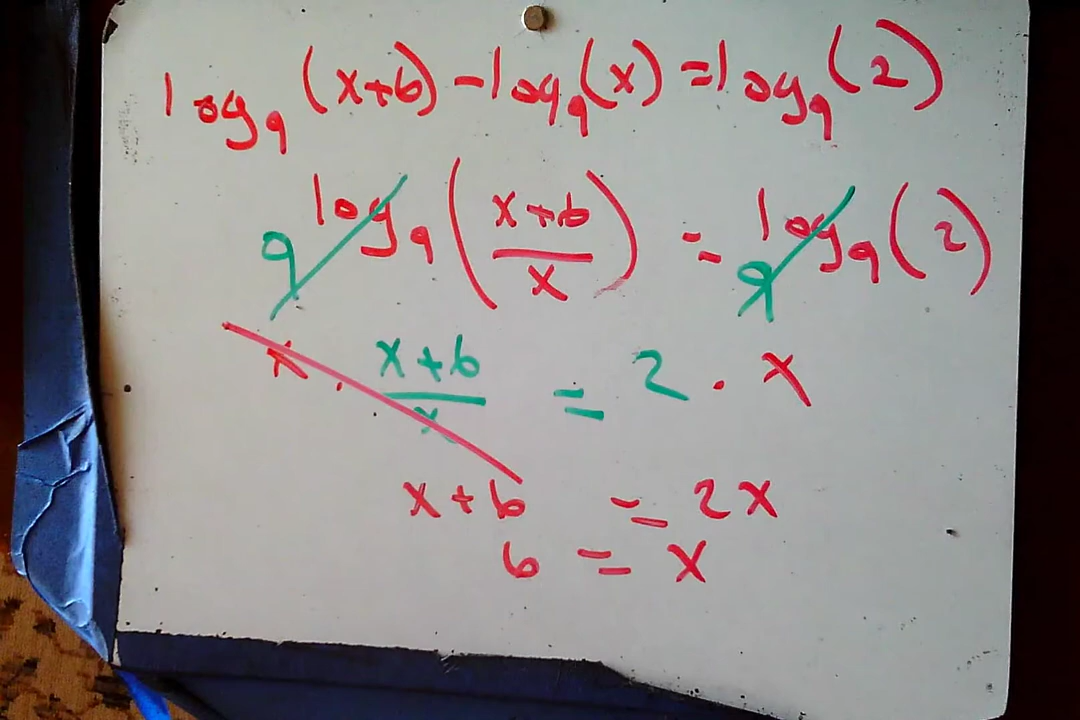 log₉(x+6) - log₉(x) = log₉(2)
9 log₉((x+6)/x) = 9 log₉(2)
x · (x+6)/x = 2 · x
x + 6 = 2x
6 = x